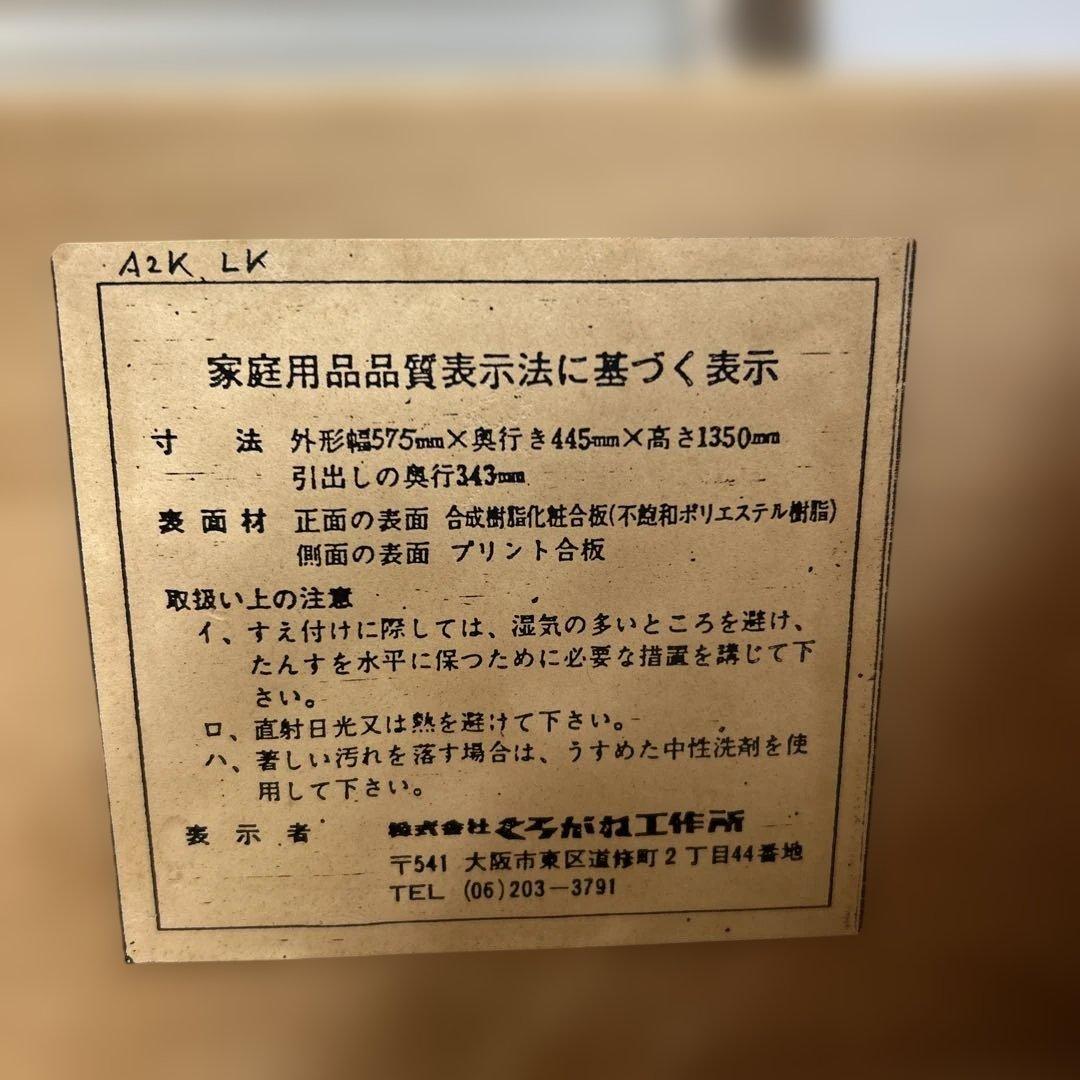 A2K LK
家庭用品品質表示法に基づく表示
寸 法 外形幅575mm×奥行き445mm×高さ1350mm
引出しの奥行343mm
表面材 正面の表面 合成樹脂化粧合板(不飽和ポリエステル樹脂)
側面の表面 プリント合板
取扱い上の注意
イ、すえ付けに際しては、湿気の多いところを避け、
たんすを水平に保つために必要な措置を講じて下
さい。
ロ、直射日光又は熱を避けて下さい。
ハ、著しい汚れを落す場合は、うすめた中性洗剤を使
用して下さい。
表示者 株式会社くろがね工作所
〒541 大阪市東区道修町2丁目44番地
TEL (06)203-3791